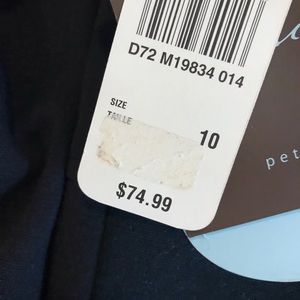 D72 M19834 014
SIZE
TAILLE
10
$74.99
pet